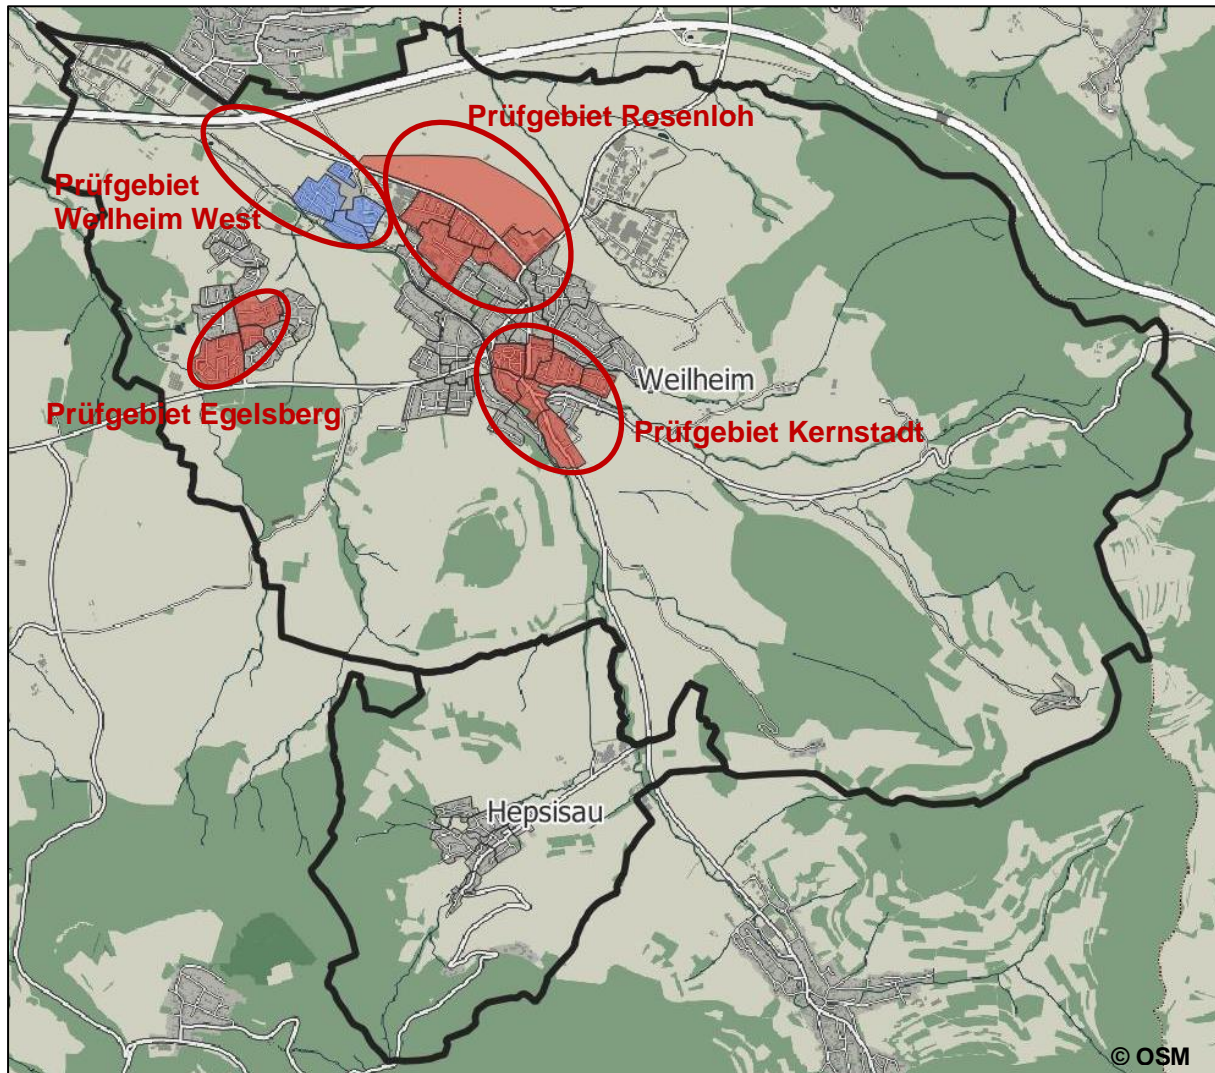 Prüfgebiet Rosenloh
Prüfgebiet
Weilheim West
Weilheim
Prüfgebiet Egelsberg
Prüfgebiet Kernstadt
Hepsisau
© OSM